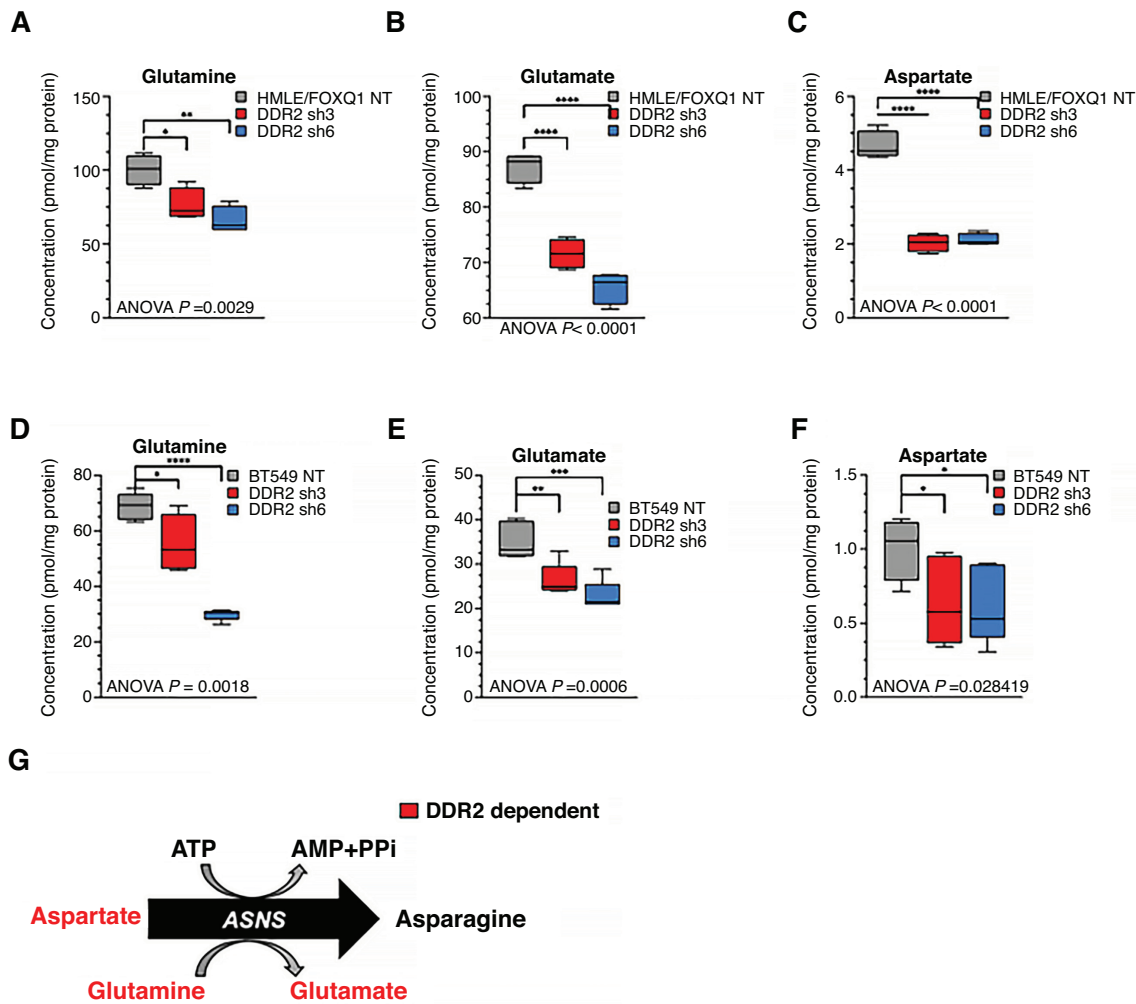 A
Glutamine
Concentration (pmol/mg protein)
150
100
50
0
HMLE/FOXQ1 NT
DDR2 sh3
DDR2 sh6
**
*
ANOVA P =0.0029
B
Glutamate
Concentration (pmol/mg protein)
100
90
80
70
60
HMLE/FOXQ1 NT
DDR2 sh3
DDR2 sh6
****
****
ANOVA P< 0.0001
C
Aspartate
Concentration (pmol/mg protein)
6
4
2
0
HMLE/FOXQ1 NT
DDR2 sh3
DDR2 sh6
****
****
ANOVA P< 0.0001
D
Glutamine
Concentration (pmol/mg protein)
80
60
40
20
0
BT549 NT
DDR2 sh3
DDR2 sh6
****
*
ANOVA P = 0.0018
E
Glutamate
Concentration (pmol/mg protein)
50
40
30
20
10
0
BT549 NT
DDR2 sh3
DDR2 sh6
***
**
ANOVA P =0.0006
F
Aspartate
Concentration (pmol/mg protein)
1.5
1.0
0.5
0.0
BT549 NT
DDR2 sh3
DDR2 sh6
*
*
ANOVA P =0.028419
G
DDR2 dependent
ATP
AMP+PPi
Aspartate
ASNS
Asparagine
Glutamine
Glutamate